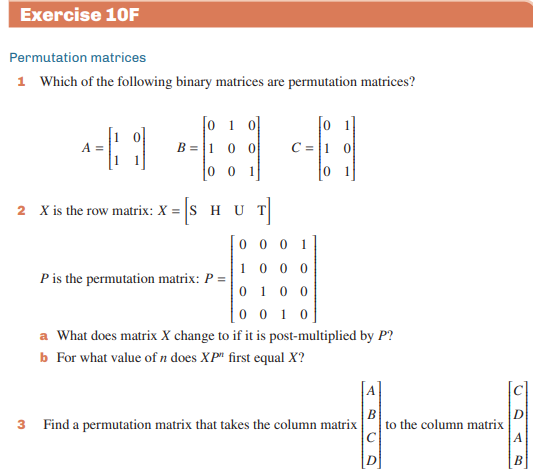 Exercise 10F
Permutation matrices
1 Which of the following binary matrices are permutation matrices?
A = [1 0; 1 1] B = [0 1 0; 1 0 0; 0 0 1] C = [0 1; 1 0; 0 1]
2 X is the row matrix: X = [S H U T]
P is the permutation matrix: P = [0 0 0 1; 1 0 0 0; 0 1 0 0; 0 0 1 0]
a What does matrix X change to if it is post-multiplied by P?
b For what value of n does XPⁿ first equal X?
3 Find a permutation matrix that takes the column matrix [A; B; C; D] to the column matrix [C; D; A; B]